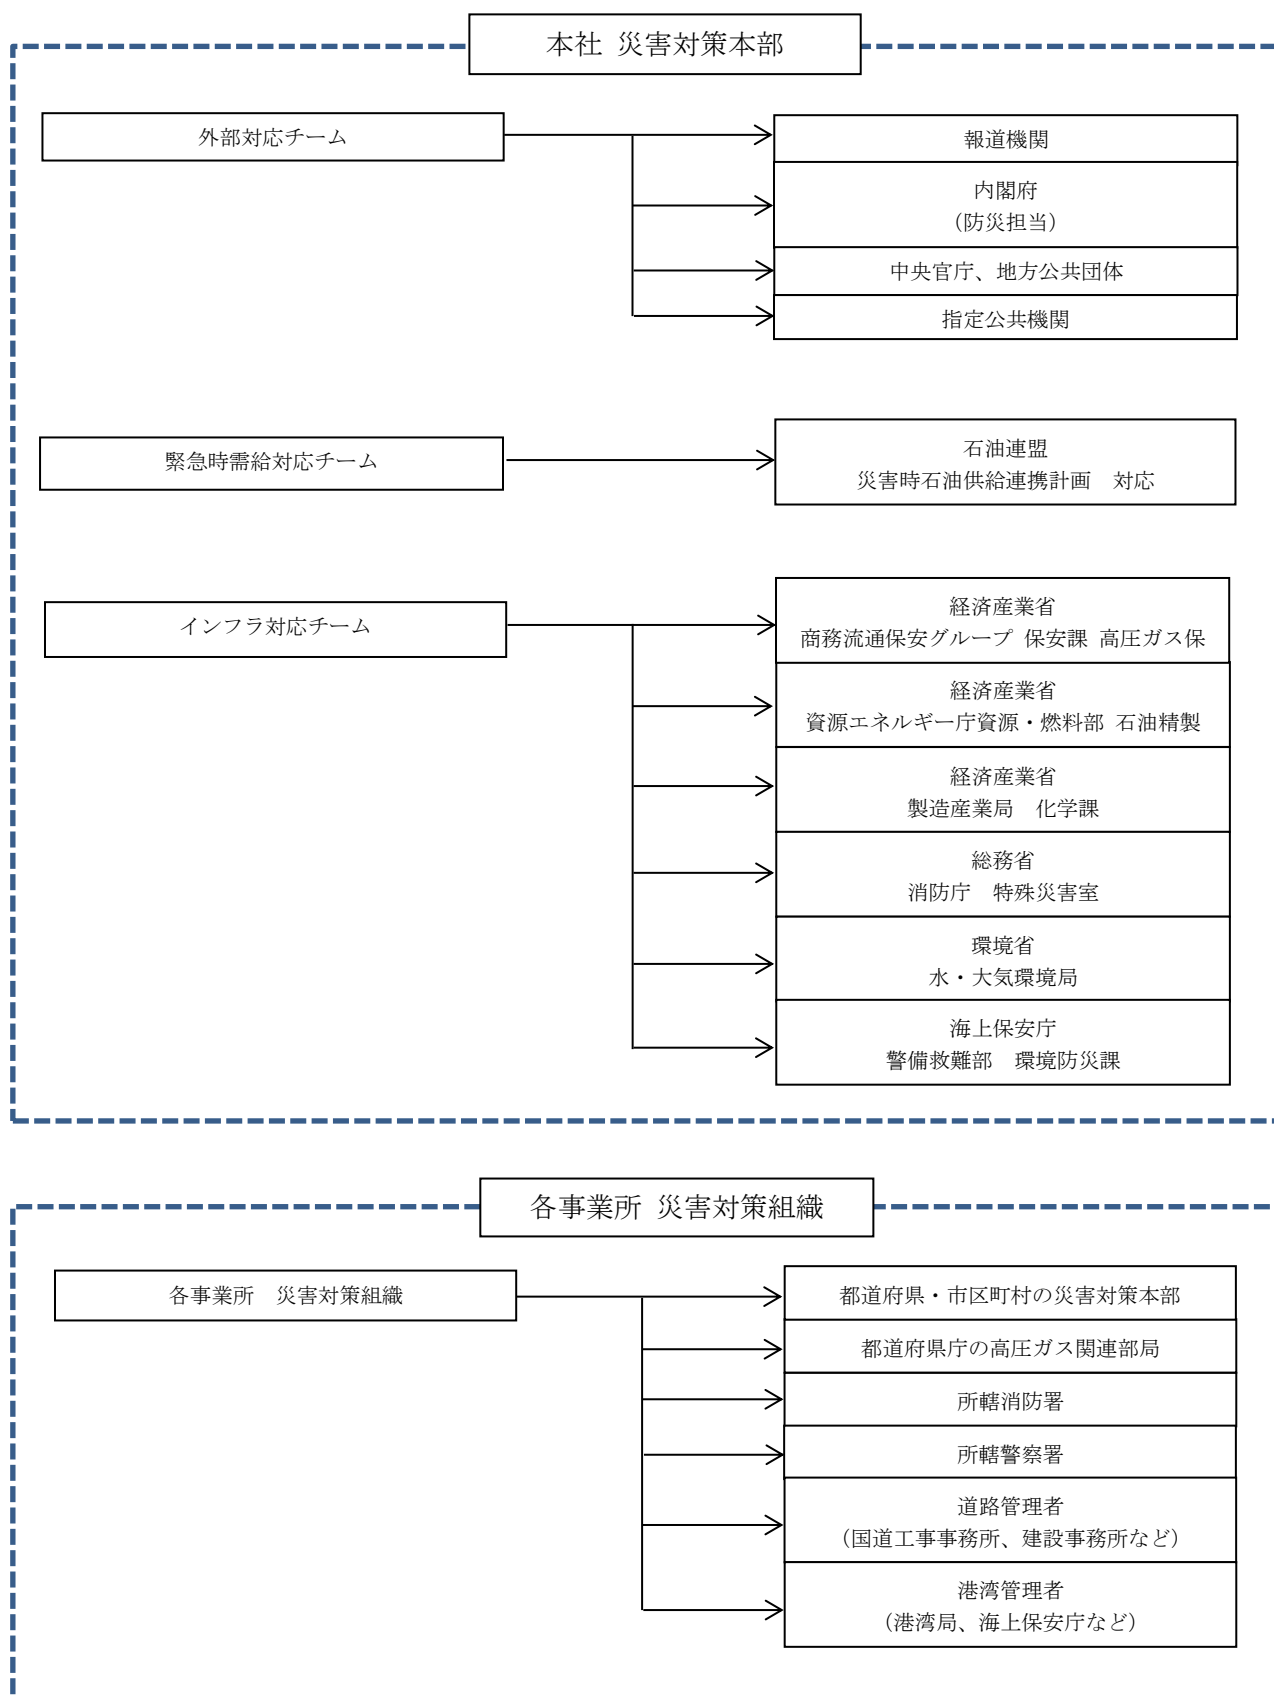 本社 災害対策本部
外部対応チーム
報道機関
内閣府
（防災担当）
中央官庁、地方公共団体
指定公共機関
緊急時需給対応チーム
石油連盟
災害時石油供給連携計画　対応
インフラ対応チーム
経済産業省
商務流通保安グループ 保安課 高圧ガス保
経済産業省
資源エネルギー庁資源・燃料部 石油精製
経済産業省
製造産業局　化学課
総務省
消防庁　特殊災害室
環境省
水・大気環境局
海上保安庁
警備救難部　環境防災課
各事業所 災害対策組織
各事業所　災害対策組織
都道府県・市区町村の災害対策本部
都道府県庁の高圧ガス関連部局
所轄消防署
所轄警察署
道路管理者
（国道工事事務所、建設事務所など）
港湾管理者
（港湾局、海上保安庁など）